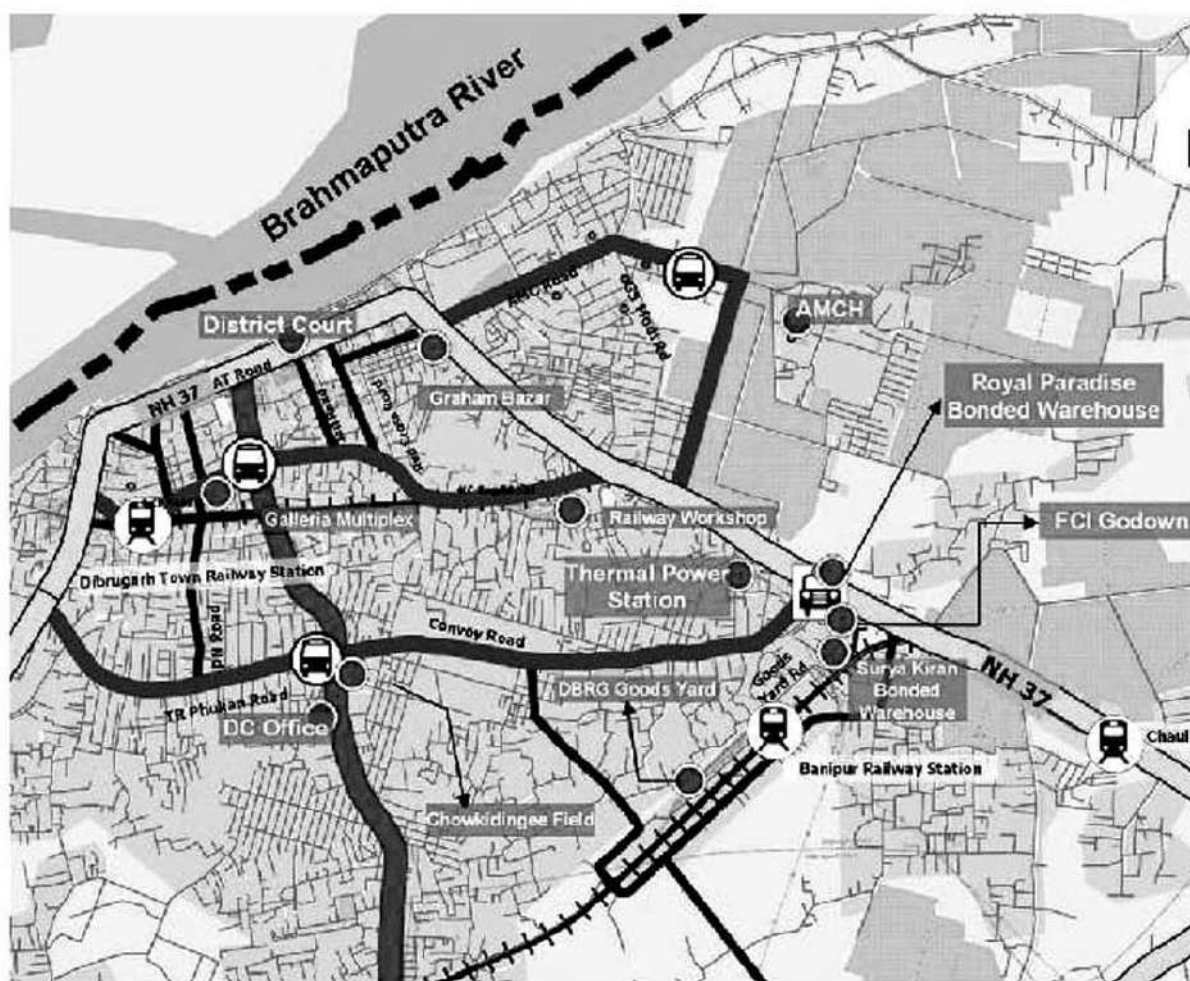 Brahmaputra River
District Court
AMCH
AMC Road
NH 37
AT Road
Graham Bazar
Royal Paradise
Bonded Warehouse
Galleria Multiplex
Railway Workshop
FCI Godown
Dibrugarh Town Railway Station
Thermal Power
Station
Convoy Road
Goods
Yard Rd
DBRG Goods Yard
Surya Kiran
Bonded
Warehouse
NH 37
TR Phukan Road
DC Office
Banipur Railway Station
Chaul
Chowkidingee Field